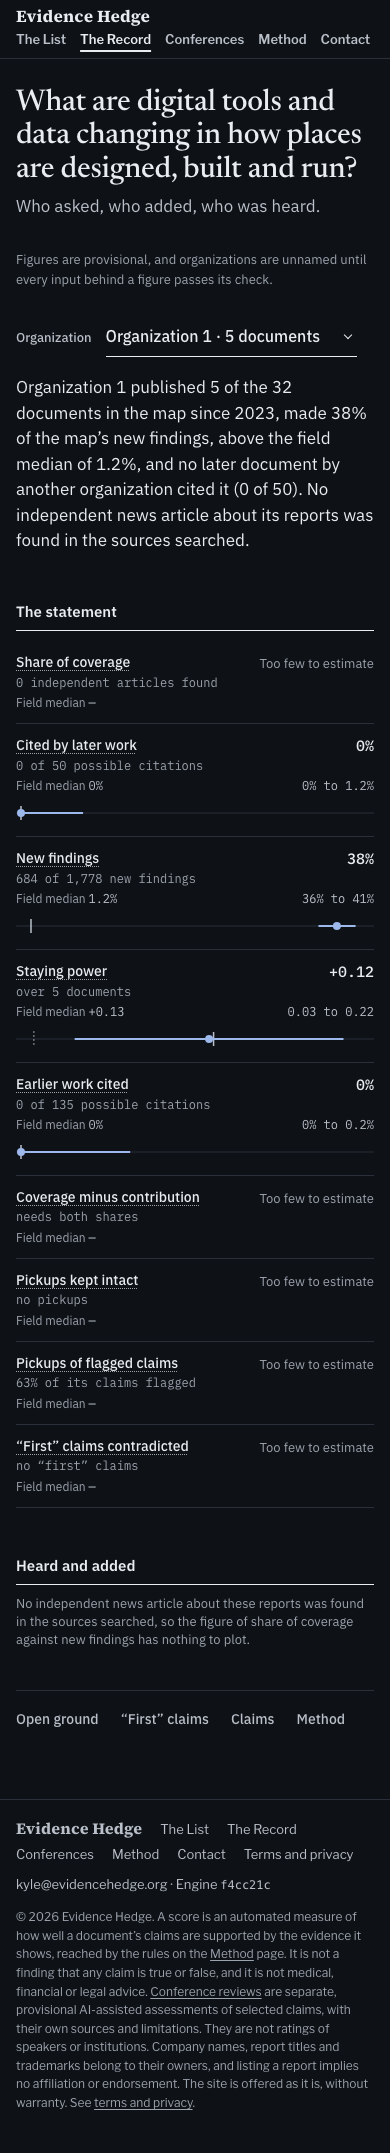 Evidence Hedge
The List The Record Conferences Method Contact
What are digital tools and
data changing in how places
are designed, built and run?
Who asked, who added, who was heard.
Figures are provisional, and organizations are unnamed until
every input behind a figure passes its check.
Organization Organization 1 · 5 documents
Organization 1 published 5 of the 32
documents in the map since 2023, made 38%
of the map’s new findings, above the field
median of 1.2%, and no later document by
another organization cited it (0 of 50). No
independent news article about its reports was
found in the sources searched.
The statement
Share of coverage Too few to estimate
0 independent articles found
Field median —
Cited by later work 0%
0 of 50 possible citations
Field median 0% 0% to 1.2%
New findings 38%
684 of 1,778 new findings
Field median 1.2% 36% to 41%
Staying power +0.12
over 5 documents
Field median +0.13 0.03 to 0.22
Earlier work cited 0%
0 of 135 possible citations
Field median 0% 0% to 0.2%
Coverage minus contribution Too few to estimate
needs both shares
Field median —
Pickups kept intact Too few to estimate
no pickups
Field median —
Pickups of flagged claims Too few to estimate
63% of its claims flagged
Field median —
“First” claims contradicted Too few to estimate
no “first” claims
Field median —
Heard and added
No independent news article about these reports was found
in the sources searched, so the figure of share of coverage
against new findings has nothing to plot.
Open ground “First” claims Claims Method
Evidence Hedge The List The Record
Conferences Method Contact Terms and privacy
kyle@evidencehedge.org · Engine f4cc21c
© 2026 Evidence Hedge. A score is an automated measure of
how well a document’s claims are supported by the evidence it
shows, reached by the rules on the Method page. It is not a
finding that any claim is true or false, and it is not medical,
financial or legal advice. Conference reviews are separate,
provisional AI-assisted assessments of selected claims, with
their own sources and limitations. They are not ratings of
speakers or institutions. Company names, report titles and
trademarks belong to their owners, and listing a report implies
no affiliation or endorsement. The site is offered as it is, without
warranty. See terms and privacy.